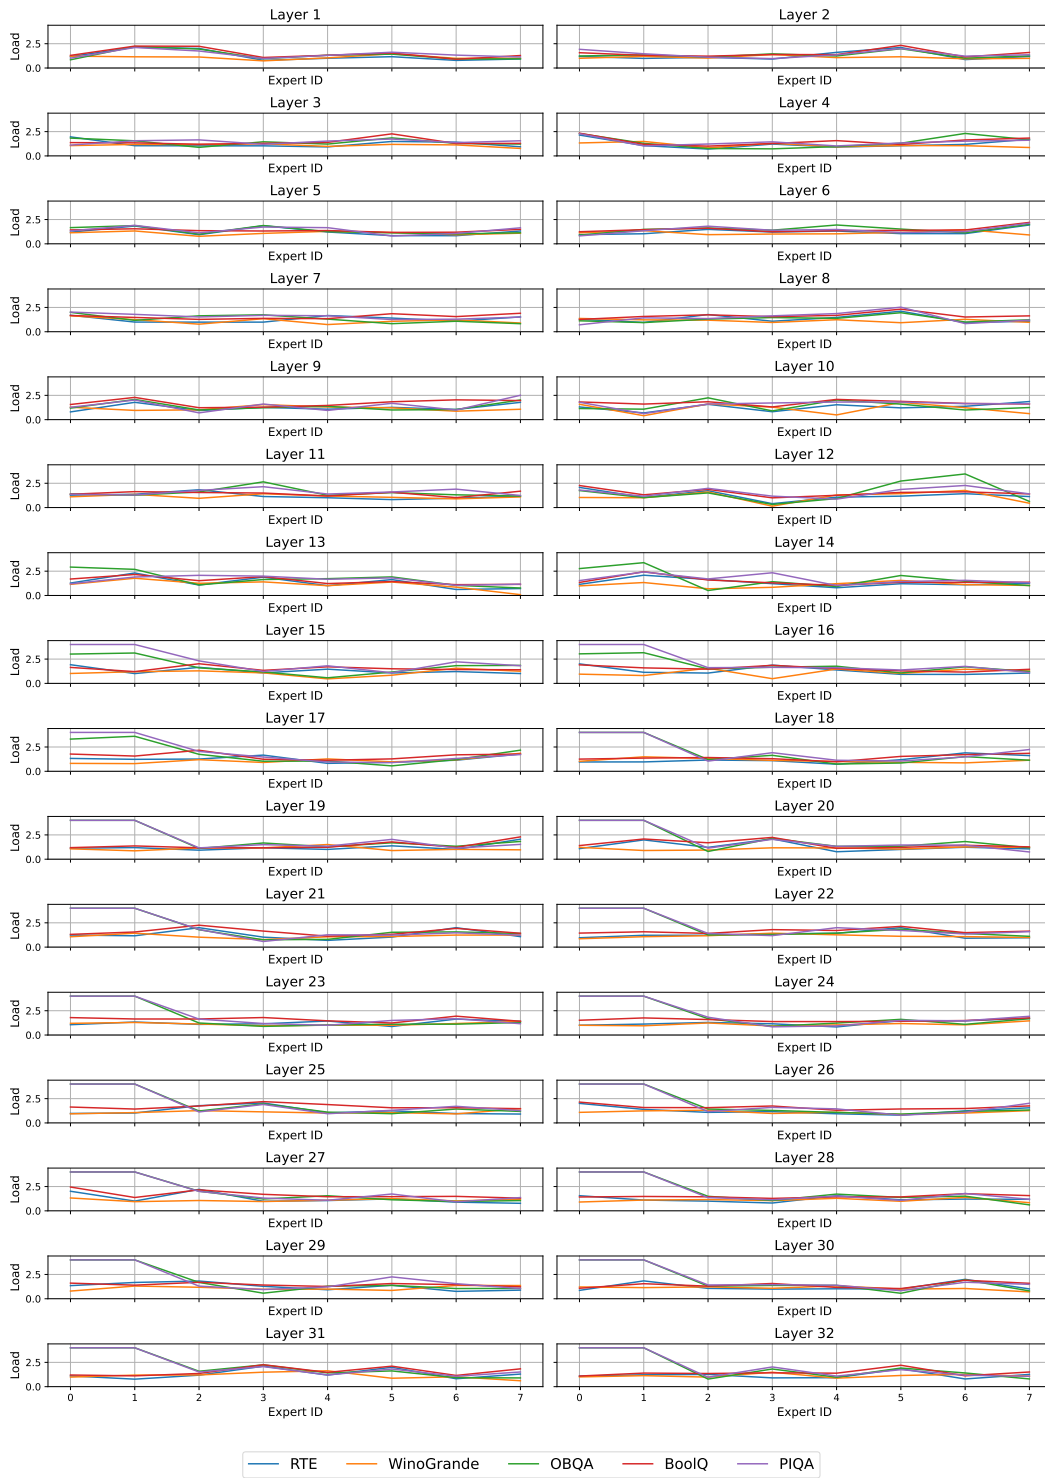 Layer 1
Layer 2
2.5
0.0
Load
Expert ID
Expert ID
Layer 3
Layer 4
2.5
0.0
Load
Expert ID
Expert ID
Layer 5
Layer 6
2.5
0.0
Load
Expert ID
Expert ID
Layer 7
Layer 8
2.5
0.0
Load
Expert ID
Expert ID
Layer 9
Layer 10
2.5
0.0
Load
Expert ID
Expert ID
Layer 11
Layer 12
2.5
0.0
Load
Expert ID
Expert ID
Layer 13
Layer 14
2.5
0.0
Load
Expert ID
Expert ID
Layer 15
Layer 16
2.5
0.0
Load
Expert ID
Expert ID
Layer 17
Layer 18
2.5
0.0
Load
Expert ID
Expert ID
Layer 19
Layer 20
2.5
0.0
Load
Expert ID
Expert ID
Layer 21
Layer 22
2.5
0.0
Load
Expert ID
Expert ID
Layer 23
Layer 24
2.5
0.0
Load
Expert ID
Expert ID
Layer 25
Layer 26
2.5
0.0
Load
Expert ID
Expert ID
Layer 27
Layer 28
2.5
0.0
Load
Expert ID
Expert ID
Layer 29
Layer 30
2.5
0.0
Load
Expert ID
Expert ID
Layer 31
Layer 32
2.5
0.0
Load
0 1 2 3 4 5 6 7
0 1 2 3 4 5 6 7
Expert ID
Expert ID
RTE WinoGrande OBQA BoolQ PIQA